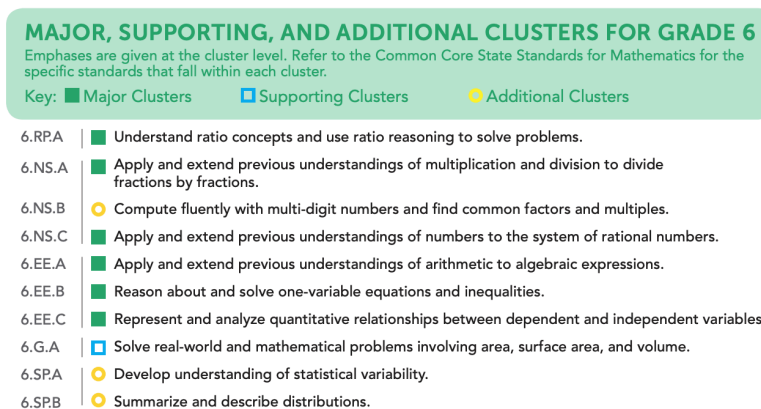 MAJOR, SUPPORTING, AND ADDITIONAL CLUSTERS FOR GRADE 6
Emphases are given at the cluster level. Refer to the Common Core State Standards for Mathematics for the
specific standards that fall within each cluster.
Key: Major Clusters Supporting Clusters Additional Clusters
6.RP.A Understand ratio concepts and use ratio reasoning to solve problems.
6.NS.A Apply and extend previous understandings of multiplication and division to divide
fractions by fractions.
6.NS.B Compute fluently with multi-digit numbers and find common factors and multiples.
6.NS.C Apply and extend previous understandings of numbers to the system of rational numbers.
6.EE.A Apply and extend previous understandings of arithmetic to algebraic expressions.
6.EE.B Reason about and solve one-variable equations and inequalities.
6.EE.C Represent and analyze quantitative relationships between dependent and independent variables
6.G.A Solve real-world and mathematical problems involving area, surface area, and volume.
6.SP.A Develop understanding of statistical variability.
6.SP.B Summarize and describe distributions.